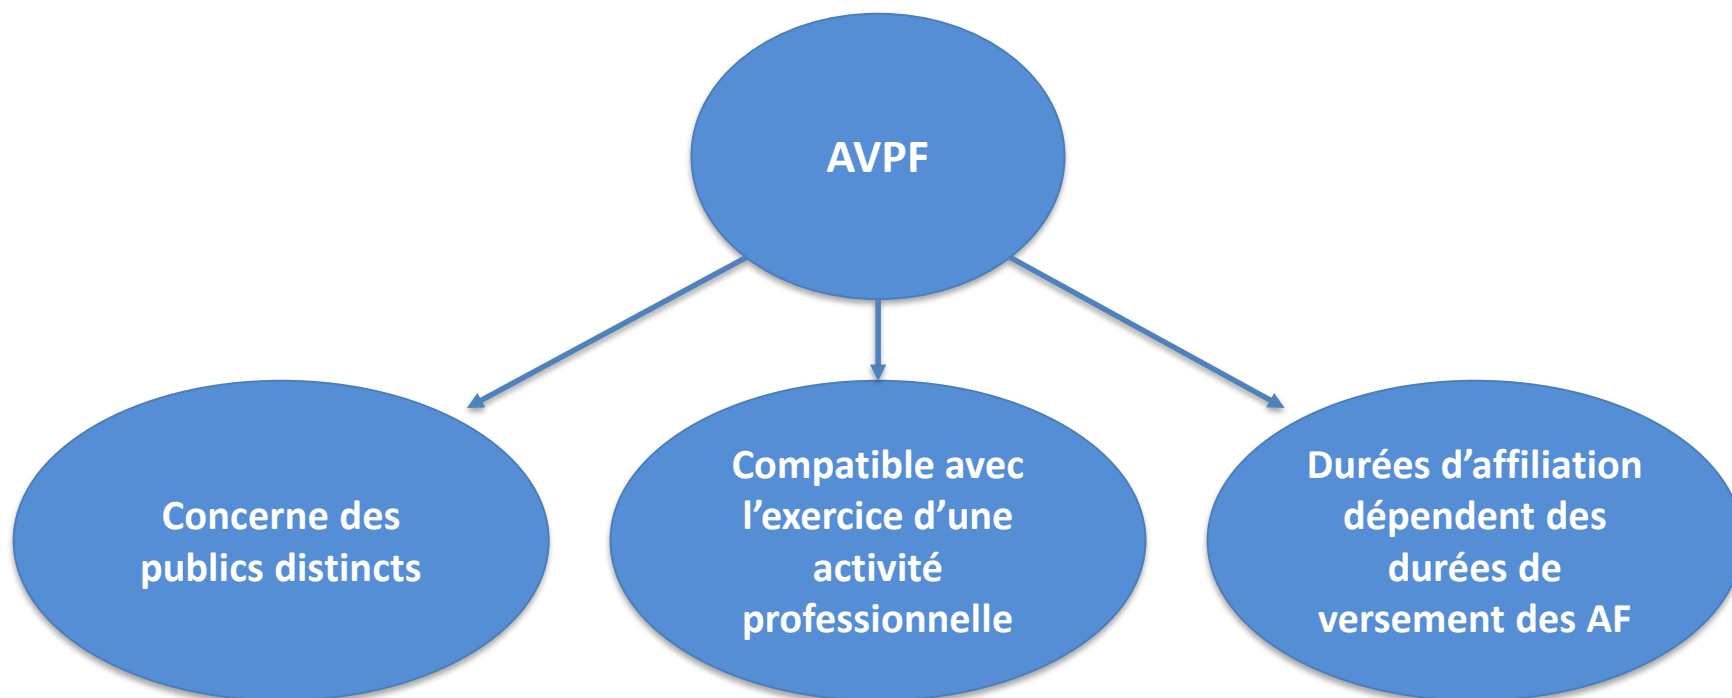 AVPF
Concerne des
publics distincts
Compatible avec
l’exercice d’une
activité
professionnelle
Durées d’affiliation
dépendent des
durées de
versement des AF